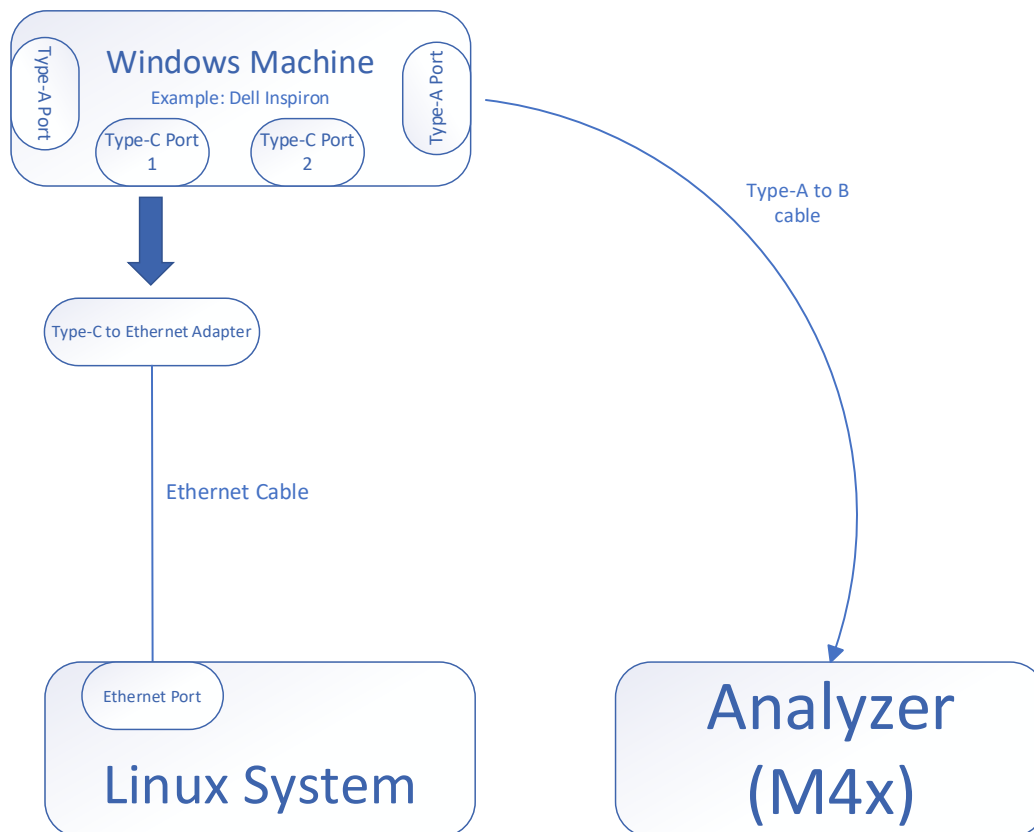 Type-A Port
Windows Machine
Example: Dell Inspiron
Type-A Port
Type-C Port
1
Type-C Port
2
Type-A to B
cable
Type-C to Ethernet Adapter
Ethernet Cable
Ethernet Port
Linux System
Analyzer
(M4x)